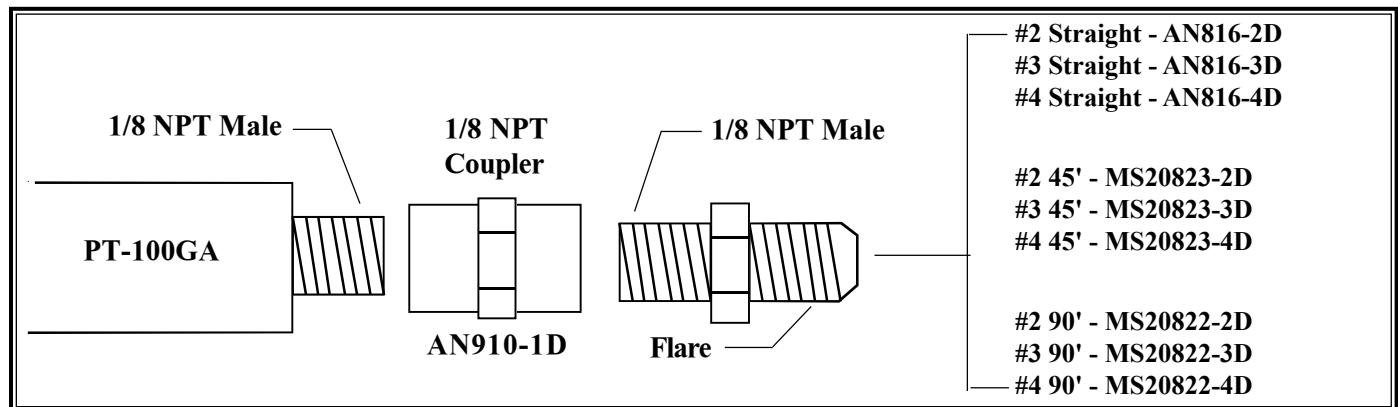 1/8 NPT Male
PT-100GA
1/8 NPT
Coupler
AN910-1D
1/8 NPT Male
Flare
#2 Straight - AN816-2D
#3 Straight - AN816-3D
#4 Straight - AN816-4D
#2 45' - MS20823-2D
#3 45' - MS20823-3D
#4 45' - MS20823-4D
#2 90' - MS20822-2D
#3 90' - MS20822-3D
#4 90' - MS20822-4D